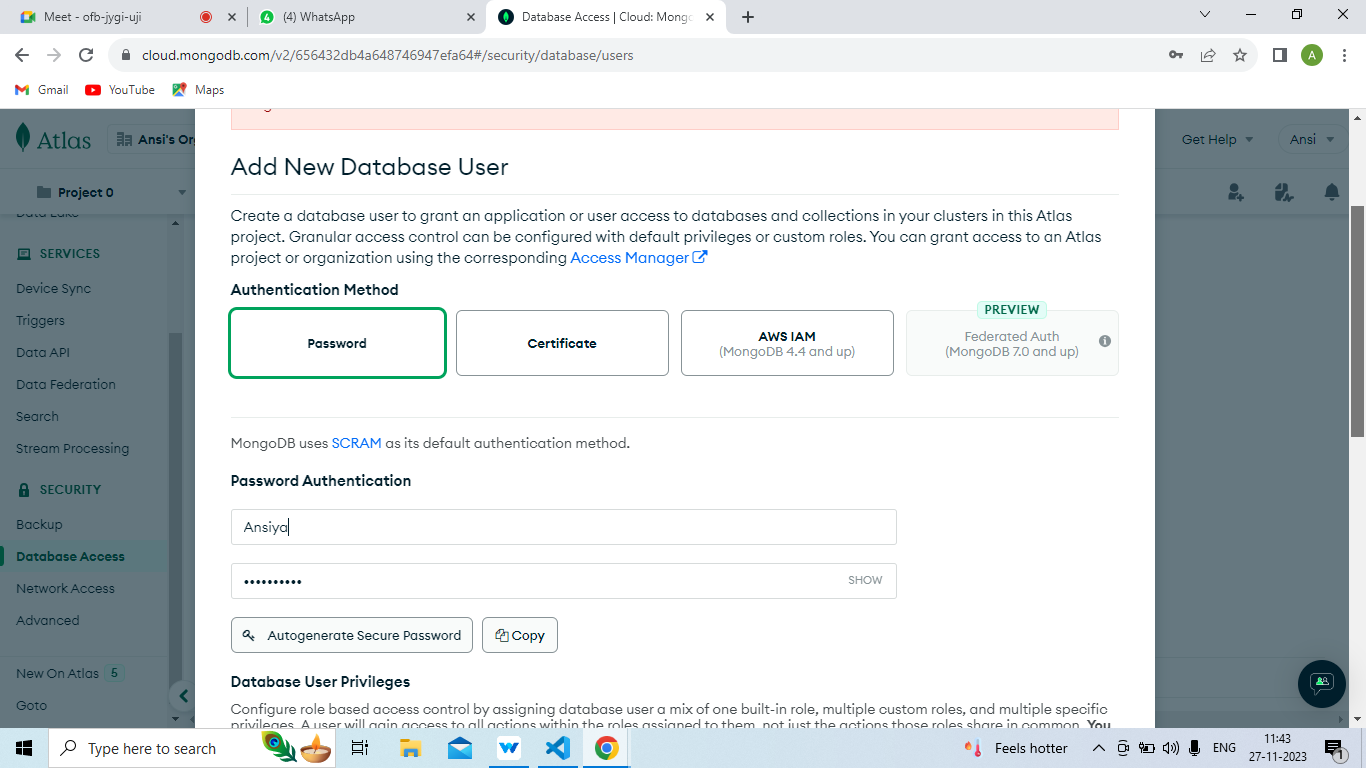 Meet - ofb-jygi-uji
(4) WhatsApp
Database Access | Cloud: Mong
cloud.mongodb.com/v2/656432db4a648746947efa64#/security/database/users
A
Gmail
YouTube
Maps
Atlas
Ansi's Or
Get Help
Ansi
Project 0
Data Lake
SERVICES
Device Sync
Triggers
Data API
Data Federation
Search
Stream Processing
SECURITY
Backup
Database Access
Network Access
Advanced
New On Atlas 5
Goto
Add New Database User
Create a database user to grant an application or user access to databases and collections in your clusters in this Atlas
project. Granular access control can be configured with default privileges or custom roles. You can grant access to an Atlas
project or organization using the corresponding Access Manager
Authentication Method
Password
Certificate
AWS IAM
(MongoDB 4.4 and up)
PREVIEW
Federated Auth
(MongoDB 7.0 and up)
MongoDB uses SCRAM as its default authentication method.
Password Authentication
Ansiya
•••••••••• SHOW
Autogenerate Secure Password
Copy
Database User Privileges
Configure role based access control by assigning database user a mix of one built-in role, multiple custom roles, and multiple specific
privileges. A user will gain access to all actions within the roles assigned to them, not just the actions those roles share in common. You
Type here to search
Feels hotter
ENG
11:43
27-11-2023
1